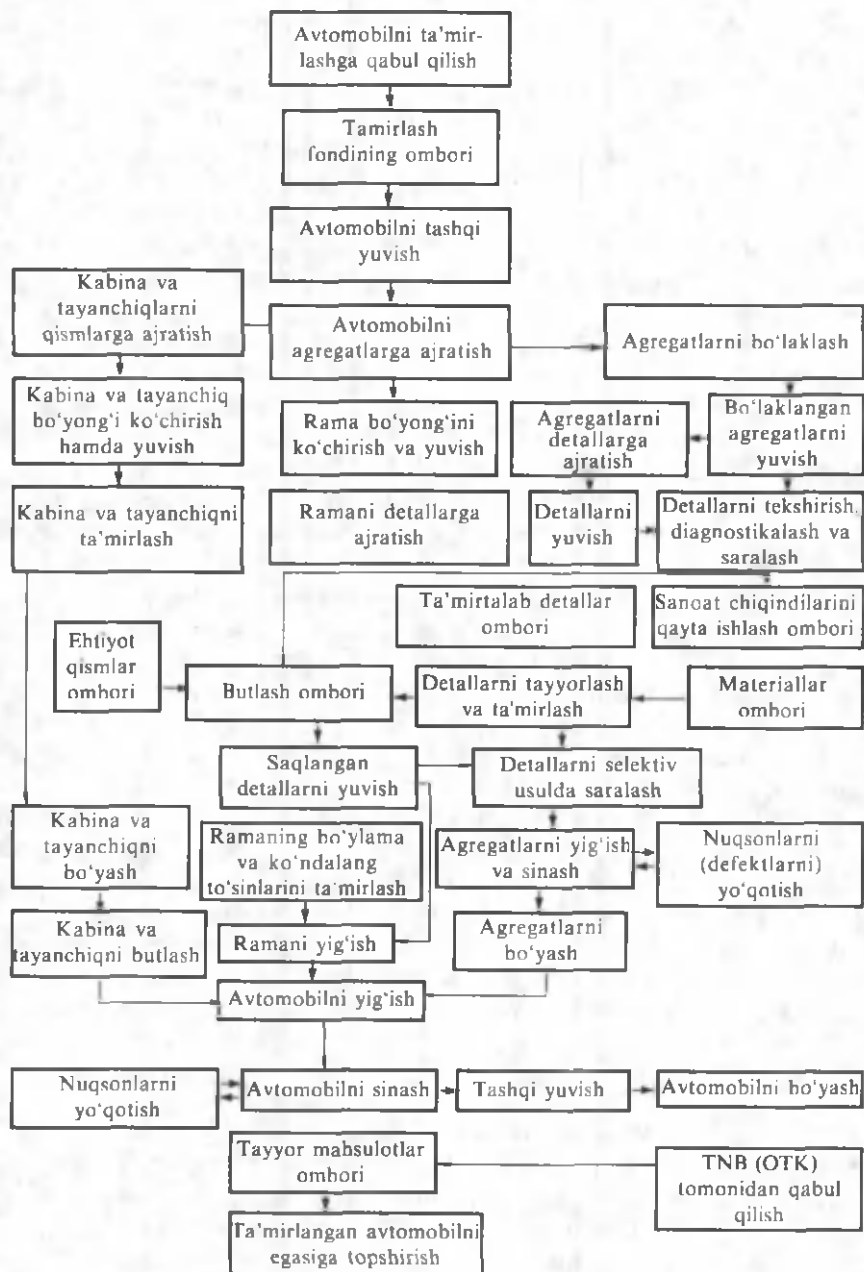 Avtomobilni ta'mir-
lashga qabul qilish
Tamirlash
fondining ombori
Avtomobilni tashqi
yuvish
Kabina va
tayanchiqlarni
qismlarga ajratish
Avtomobilni
agregatlarga ajratish
Agregatlarni bo'laklash
Kabina va tayanchiq
bo'yong'i ko'chirish
hamda yuvish
Rama bo'yong'ini
ko'chirish va yuvish
Agregatlarni
detallarga
ajratish
Bo'laklangan
agregatlarni
yuvish
Kabina va tayanchiqni
ta'mirlash
Ramani detallarga
ajratish
Detallarni
yuvish
Detallarni tekshirish,
diagnostikalash va
saralash
Ta'mirtalab detallar
ombori
Sanoat chiqindilarini
qayta ishlash ombori
Ehtiyot
qismlar
ombori
Butlash ombori
Detallarni tayyorlash
va ta'mirlash
Materiallar
ombori
Saqlangan
detallarni yuvish
Detallarni selektiv
usulda saralash
Kabina va
tayanchiqni
bo'yash
Ramaning bo'ylama
va ko'ndalang
to'sinlarini ta'mirlash
Agregatlarni yig'ish
va sinash
Nuqsonlarni
(defektlarni)
yo'qotish
Kabina va
tayanchiqni butlash
Ramani yig'ish
Agregatlarni
bo'yash
Avtomobilni yig'ish
Nuqsonlarni
yo'qotish
Avtomobilni sinash
Tashqi yuvish
Avtomobilni bo'yash
Tayyor mahsulotlar
ombori
TNB (OTK)
tomonidan qabul
qilish
Ta'mirlangan avtomobilni
egasiga topshirish